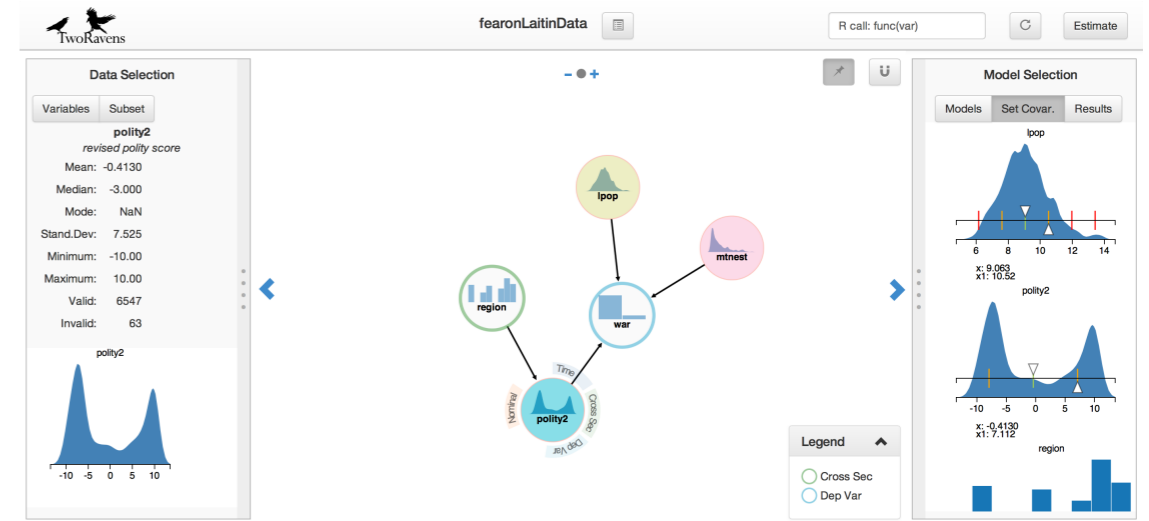 TwoRavens
fearonLaitinData
R call: func(var)
Estimate
Data Selection
Variables Subset
polity2
revised polity score
Mean: -0.4130
Median: -3.000
Mode: NaN
Stand.Dev: 7.525
Minimum: -10.00
Maximum: 10.00
Valid: 6547
Invalid: 63
polity2
-10 -5 0 5 10
lpop
mtnest
region
war
Time
Nominal
Cross Sec
polity2
Dep Var
Legend
Cross Sec
Dep Var
Model Selection
Models Set Covar. Results
lpop
6 8 10 12 14
x: 9.063
x1: 10.52
polity2
-10 -5 0 5 10
x: -0.4130
x1: 7.112
region